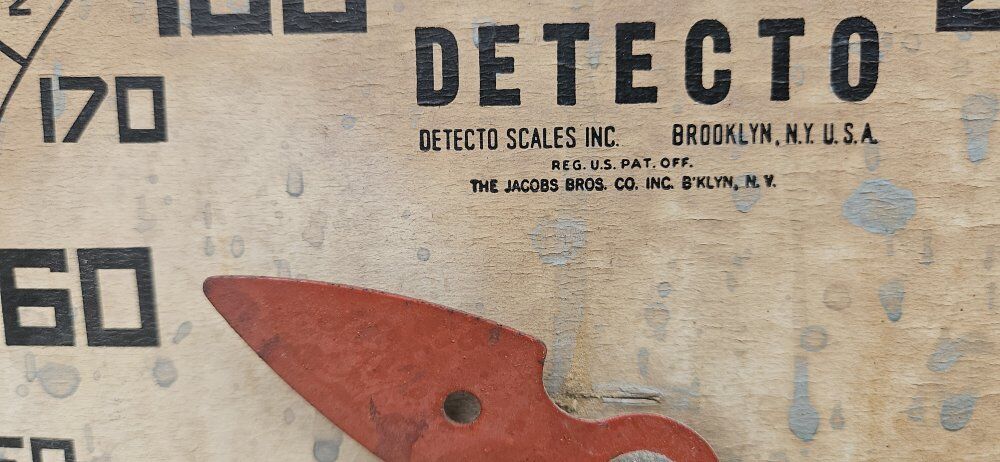 DETECTO
170
DETECTO SCALES INC. BROOKLYN, N.Y. U.S.A.
REG. U.S. PAT. OFF.
THE JACOBS BROS. CO. INC. B'KLYN, N.Y.
60